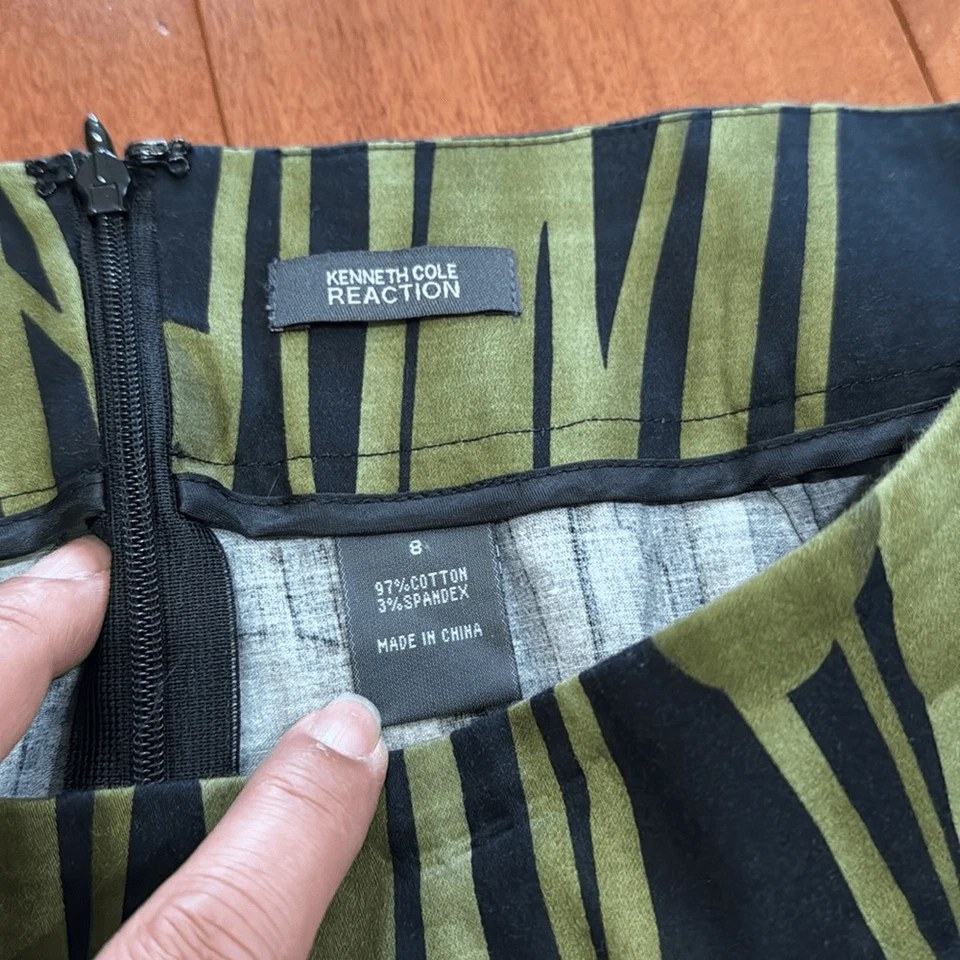 KENNETH COLE
REACTION
8
97%COTTON
3%SPANDEX
MADE IN CHINA